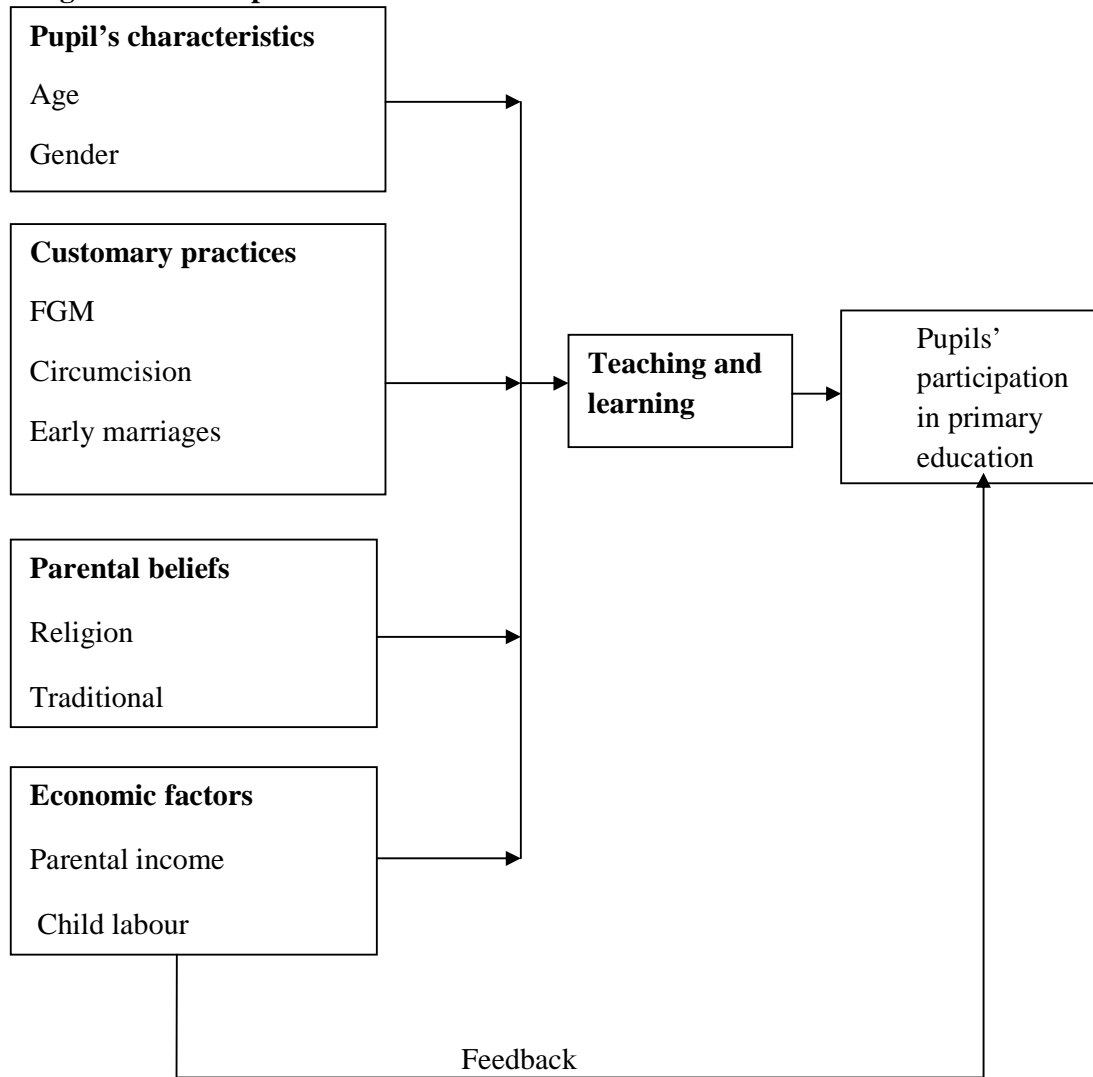 Pupil’s characteristics
Age
Gender
Customary practices
FGM
Circumcision
Early marriages
Parental beliefs
Religion
Traditional
Economic factors
Parental income
Child labour
Teaching and
learning
Pupils’
participation
in primary
education
Feedback